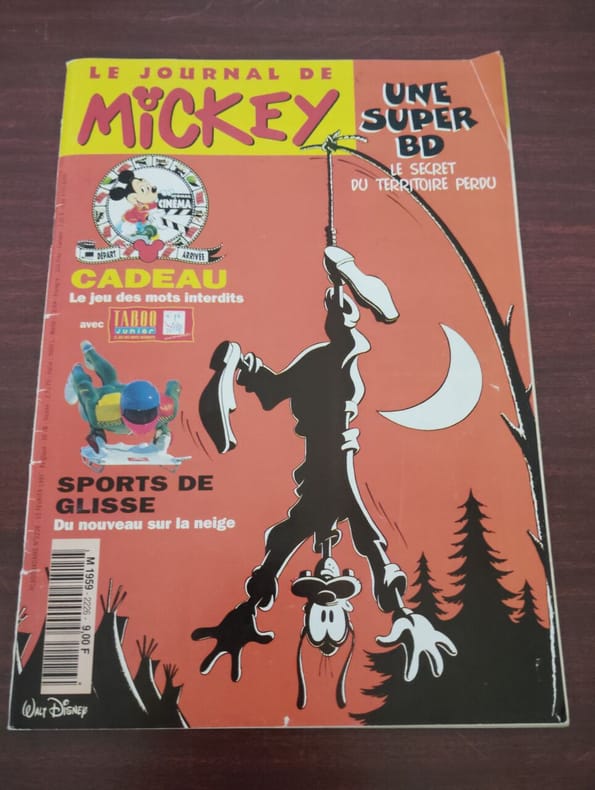 LE JOURNAL DE
MiCKEY
UNE
SUPER
BD
LE SECRET
DU TERRITOIRE PERDU
CINÉMA
DÉPART
ARRIVÉE
CADEAU
Le jeu des mots interdits
avec
TABOO
Junior
SPORTS DE
GLISSE
Du nouveau sur la neige
M 1959 - 2226 - 9,00 F
WALT DISNEY